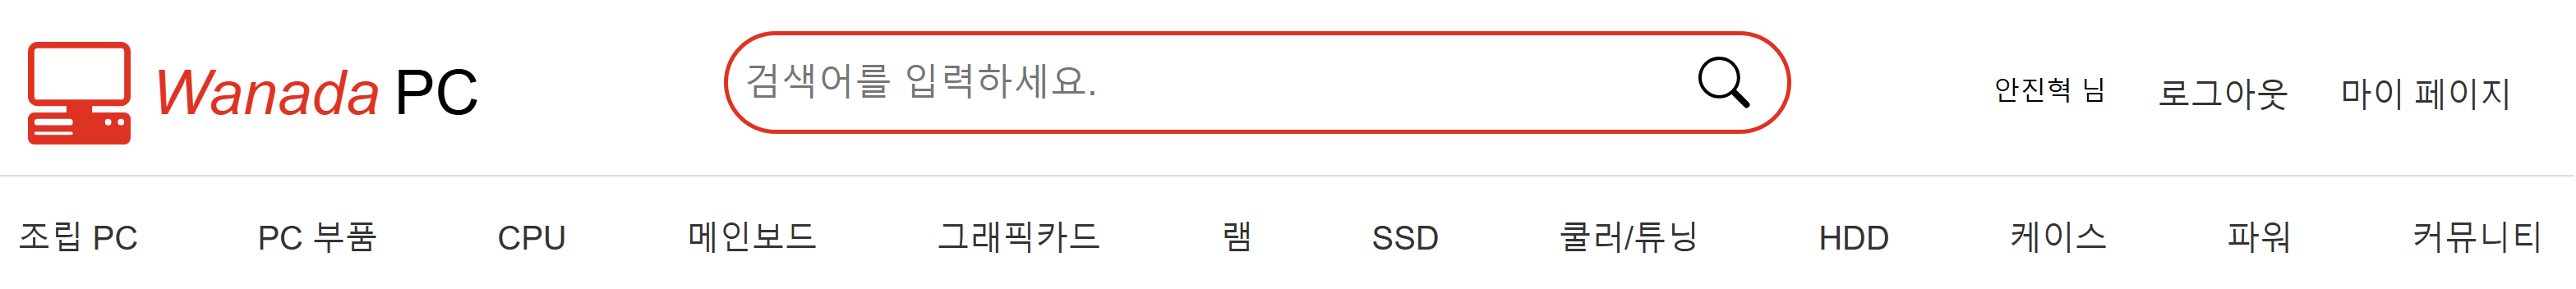 Wanada PC
검색어를 입력하세요.
안진혁 님 로그아웃 마이 페이지
조립 PC PC 부품 CPU 메인보드 그래픽카드 램 SSD 쿨러/튜닝 HDD 케이스 파워 커뮤니티